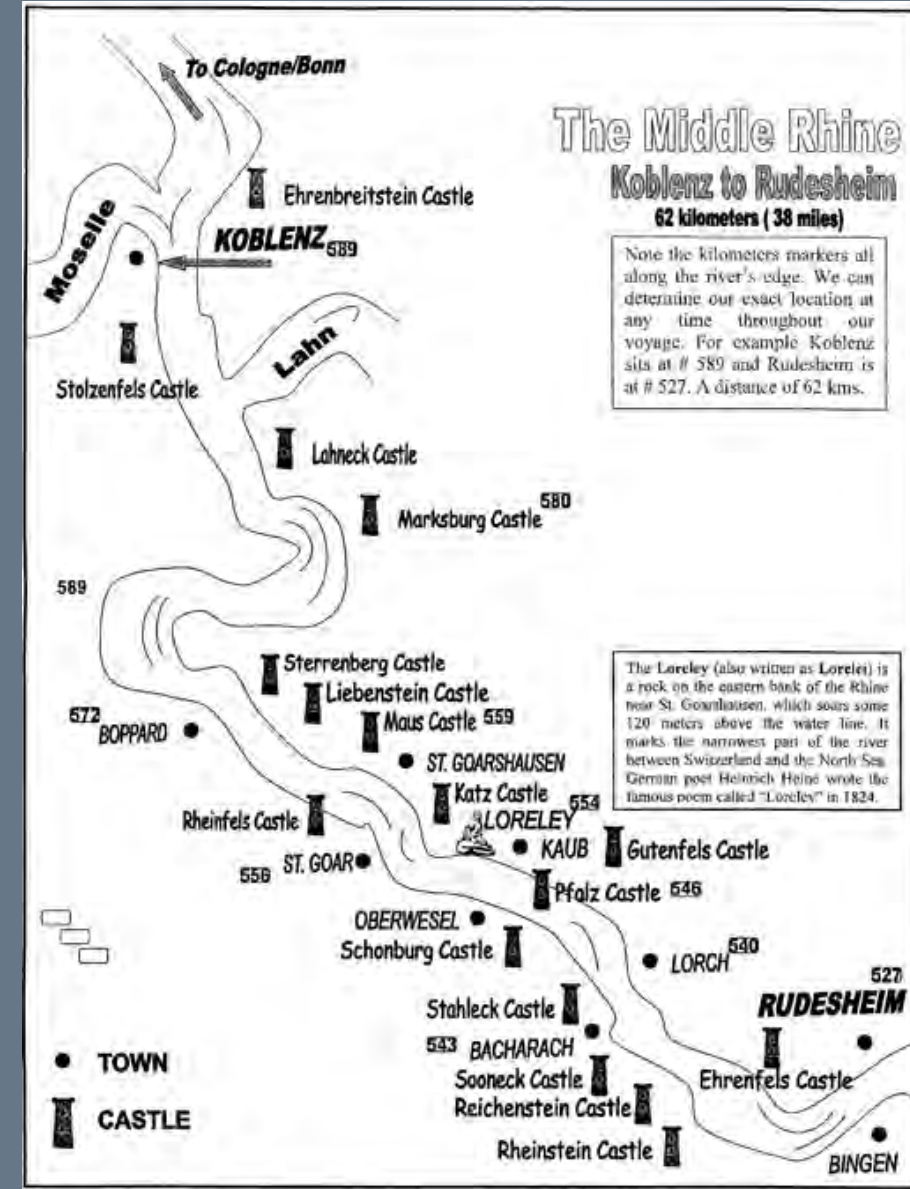 To Cologne/Bonn
The Middle Rhine
Koblenz to Rudesheim
62 kilometers ( 38 miles)
Note the kilometers markers all
along the river's edge. We can
determine our exact location at
any time throughout our
voyage. For example Koblenz
sits at # 589 and Rudesheim is
at # 527. A distance of 62 kms.
Ehrenbreitstein Castle
Moselle
KOBLENZ 589
Lahn
Stolzenfels Castle
Lahneck Castle
Marksburg Castle 580
569
Sterrenberg Castle
Liebenstein Castle
Maus Castle 559
572 BOPPARD
The Loreley (also written as Lorelei) is
a rock on the eastern bank of the Rhine
near St. Goarshausen, which soars some
120 meters above the water line. It
marks the narrowest part of the river
between Switzerland and the North Sea.
German poet Heinrich Heine wrote the
famous poem called "Loreley" in 1824.
ST. GOARSHAUSEN
Katz Castle
Rheinfels Castle
LORELEY 554
KAUB
Gutenfels Castle
556 ST. GOAR
Pfalz Castle 546
OBERWESEL
Schonburg Castle
LORCH 540
527
RUDESHEIM
Stahleck Castle
543 BACHARACH
Sooneck Castle
Ehrenfels Castle
Reichenstein Castle
Rheinstein Castle
BINGEN
TOWN
CASTLE